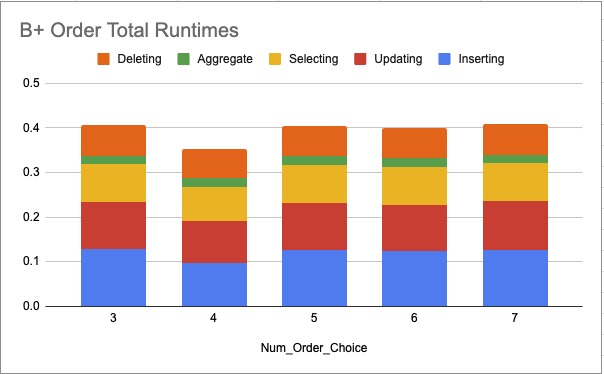 B+ Order Total Runtimes
Deleting Aggregate Selecting Updating Inserting
0.5
0.4
0.3
0.2
0.1
0.0
3 4 5 6 7
Num_Order_Choice